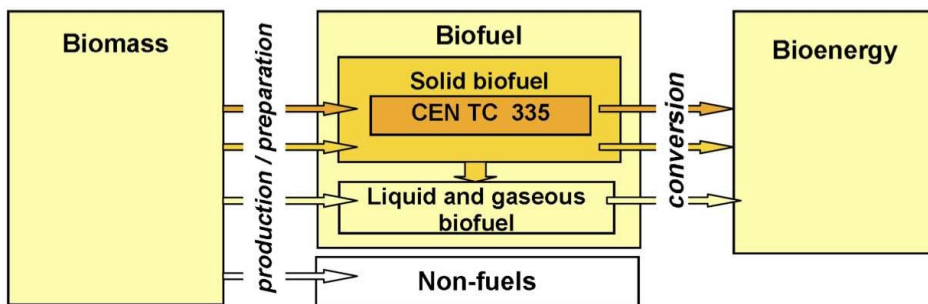 Biomass
production / preparation
Biofuel
Solid biofuel
CEN TC 335
Liquid and gaseous
biofuel
Non-fuels
conversion
Bioenergy